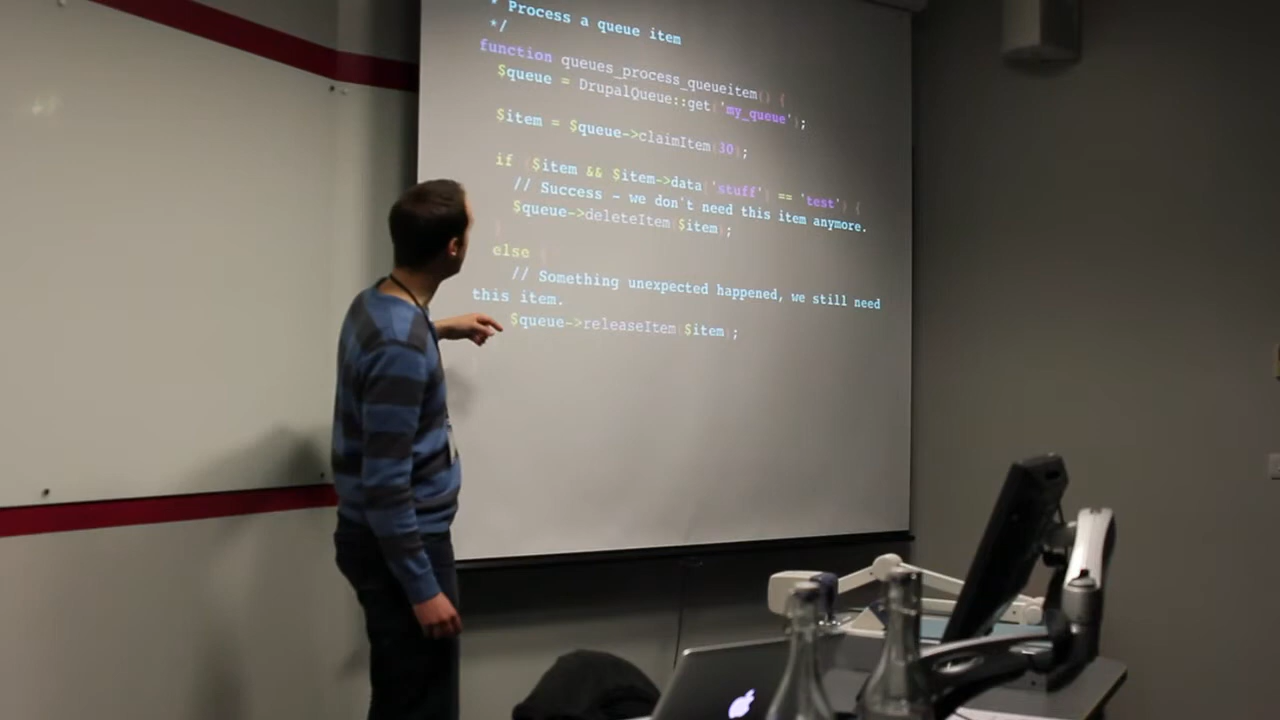 * Process a queue item
*/
function queues_process_queueitem() {
$queue = DrupalQueue::get('my_queue');
$item = $queue->claimItem(30);
if ($item && $item->data['stuff'] == 'test') {
// Success - we don't need this item anymore.
$queue->deleteItem($item);
}
else {
// Something unexpected happened, we still need
this item.
$queue->releaseItem($item);